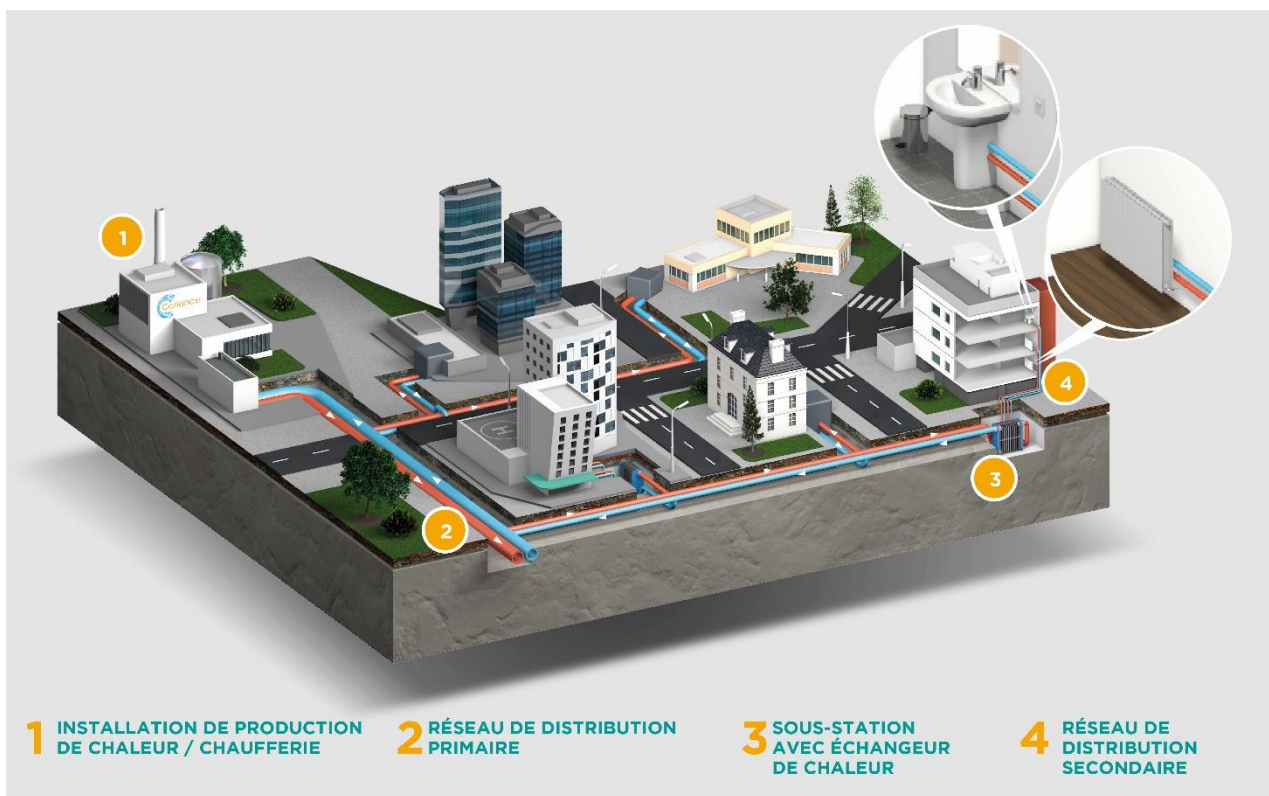 1
Coriance
4
2
3
1 INSTALLATION DE PRODUCTION
DE CHALEUR / CHAUFFERIE
2 RÉSEAU DE DISTRIBUTION
PRIMAIRE
3 SOUS-STATION
AVEC ÉCHANGEUR
DE CHALEUR
4 RÉSEAU DE
DISTRIBUTION
SECONDAIRE